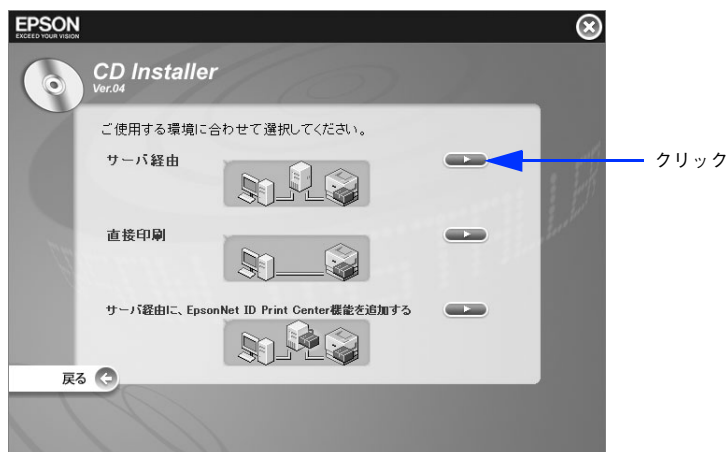 EPSON
EXCEED YOUR VISION
CD Installer
Ver.04
ご使用する環境に合わせて選択してください。
サーバ経由
クリック
直接印刷
サーバ経由に、EpsonNet ID Print Center機能を追加する
戻る